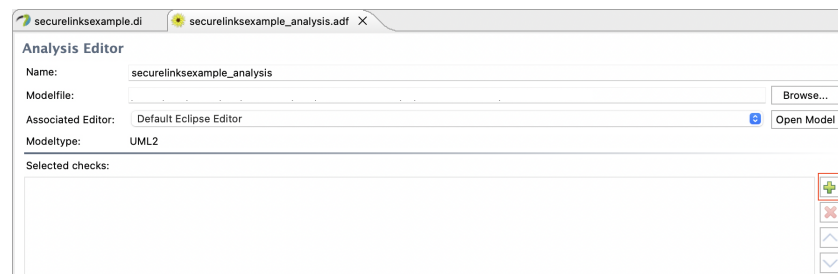 securelinksexample.di
securelinksexample_analysis.adf
Analysis Editor
Name: securelinksexample_analysis
Modelfile: Browse...
Associated Editor: Default Eclipse Editor Open Model
Modeltype: UML2
Selected checks: